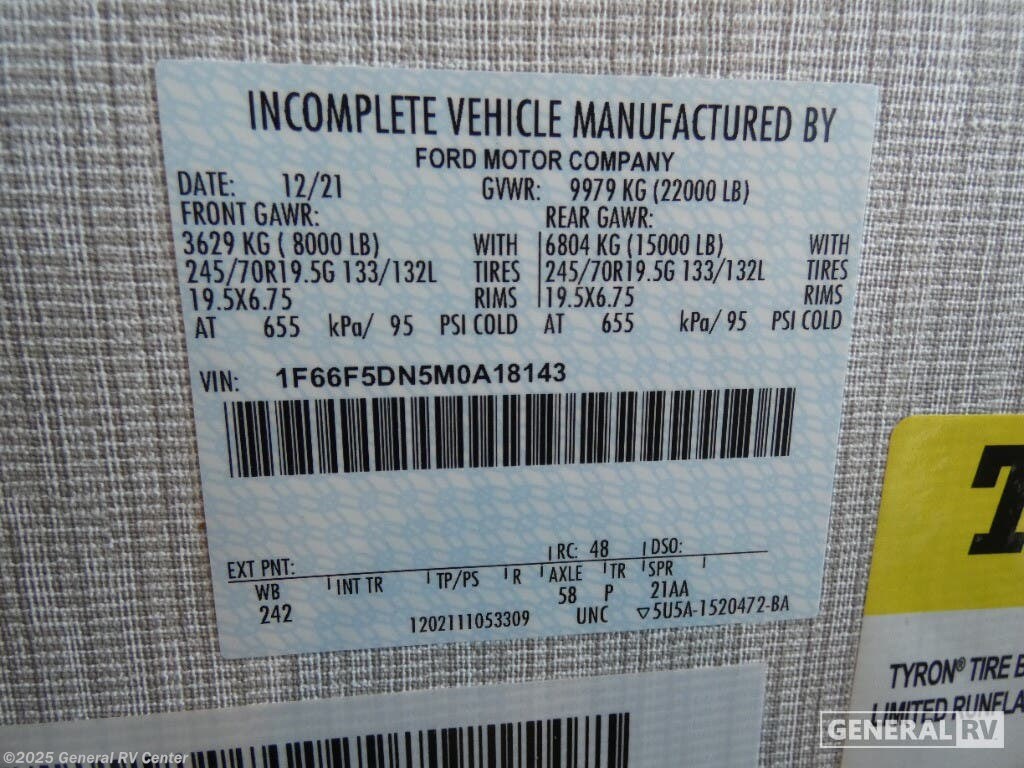 INCOMPLETE VEHICLE MANUFACTURED BY
FORD MOTOR COMPANY
DATE: 12/21 GVWR: 9979 KG (22000 LB)
FRONT GAWR: REAR GAWR:
3629 KG ( 8000 LB) WITH 6804 KG (15000 LB) WITH
245/70R19.5G 133/132L TIRES 245/70R19.5G 133/132L TIRES
19.5X6.75 RIMS 19.5X6.75 RIMS
AT 655 kPa/ 95 PSI COLD AT 655 kPa/ 95 PSI COLD
VIN: 1F66F5DN5M0A18143
EXT PNT: RC: 48 DSO:
WB INT TR TP/PS R AXLE TR SPR
242 58 P 21AA
1202111053309 UNC ▽5U5A-1520472-BA
TYRON® TIRE
LIMITED
GENERAL RV
©2025 General RV Center